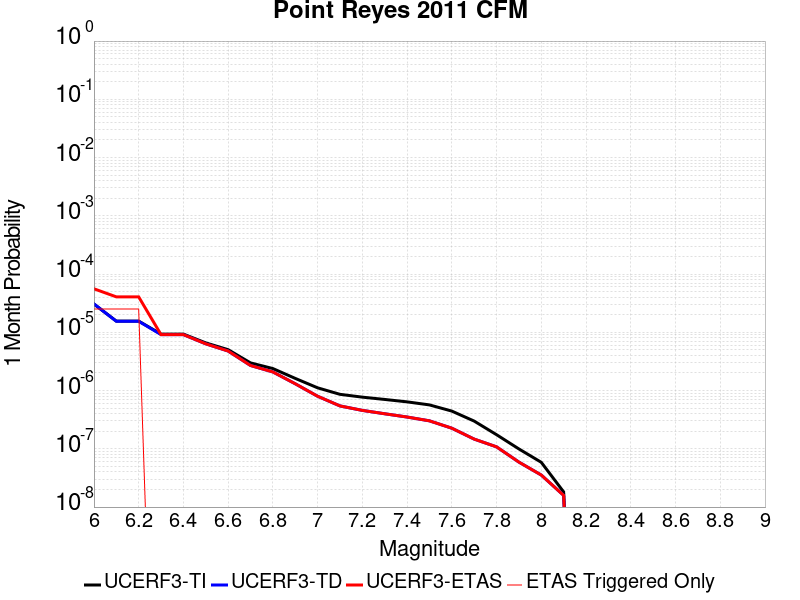 Point Reyes 2011 CFM
10^0
10^-1
10^-2
10^-3
10^-4
10^-5
10^-6
10^-7
10^-8
1 Month Probability
6 6.2 6.4 6.6 6.8 7 7.2 7.4 7.6 7.8 8 8.2 8.4 8.6 8.8 9
Magnitude
UCERF3-TI UCERF3-TD UCERF3-ETAS ETAS Triggered Only